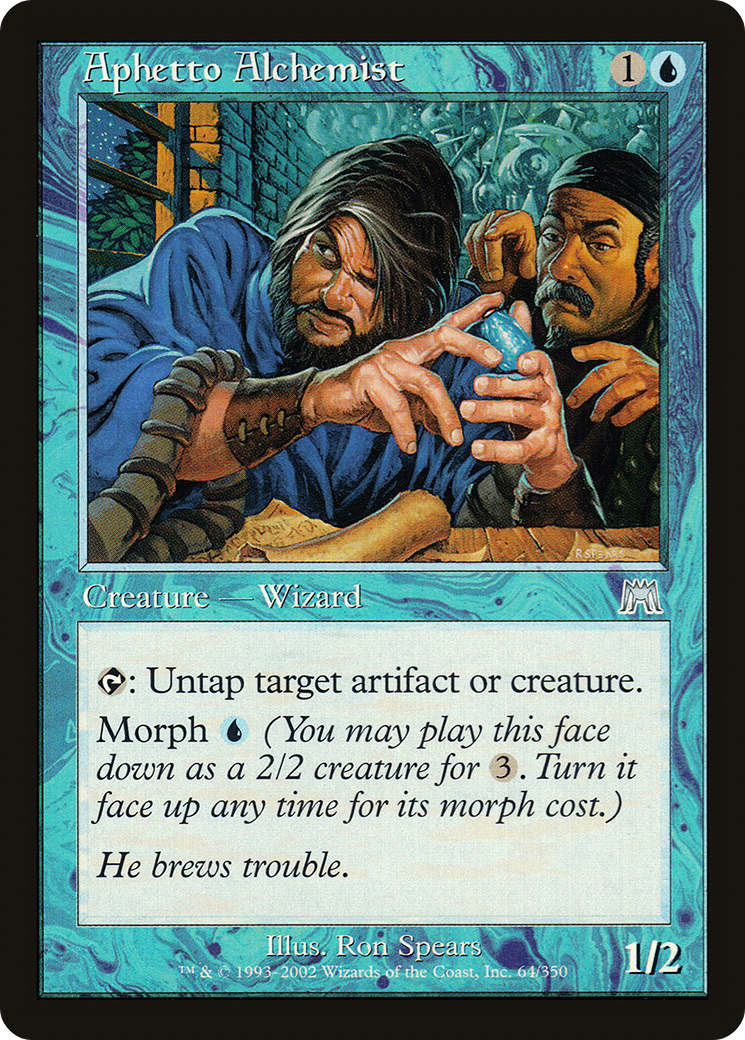 Aphetto Alchemist
1
R.SPEARS
Creature — Wizard
: Untap target artifact or creature.
Morph (You may play this face
down as a 2/2 creature for 3. Turn it
face up any time for its morph cost.)
He brews trouble.
Illus. Ron Spears
™ & © 1993–2002 Wizards of the Coast, Inc. 64/350
1/2